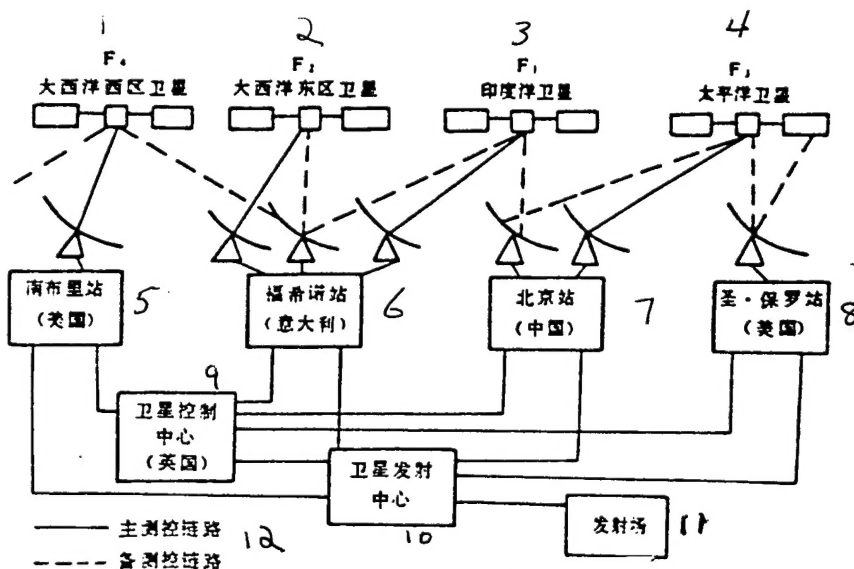 1
2
3
4
F₄
F₂
F₁
F₃
大西洋西区卫星
大西洋东区卫星
印度洋卫星
太平洋卫星
南布里站
(美国)
5
福希诺站
(意大利)
6
北京站
(中国)
7
圣·保罗站
(美国)
8
9
卫星控制
中心
(英国)
卫星发射
中心
10
发射场
11
主测控链路
12
备测控链路